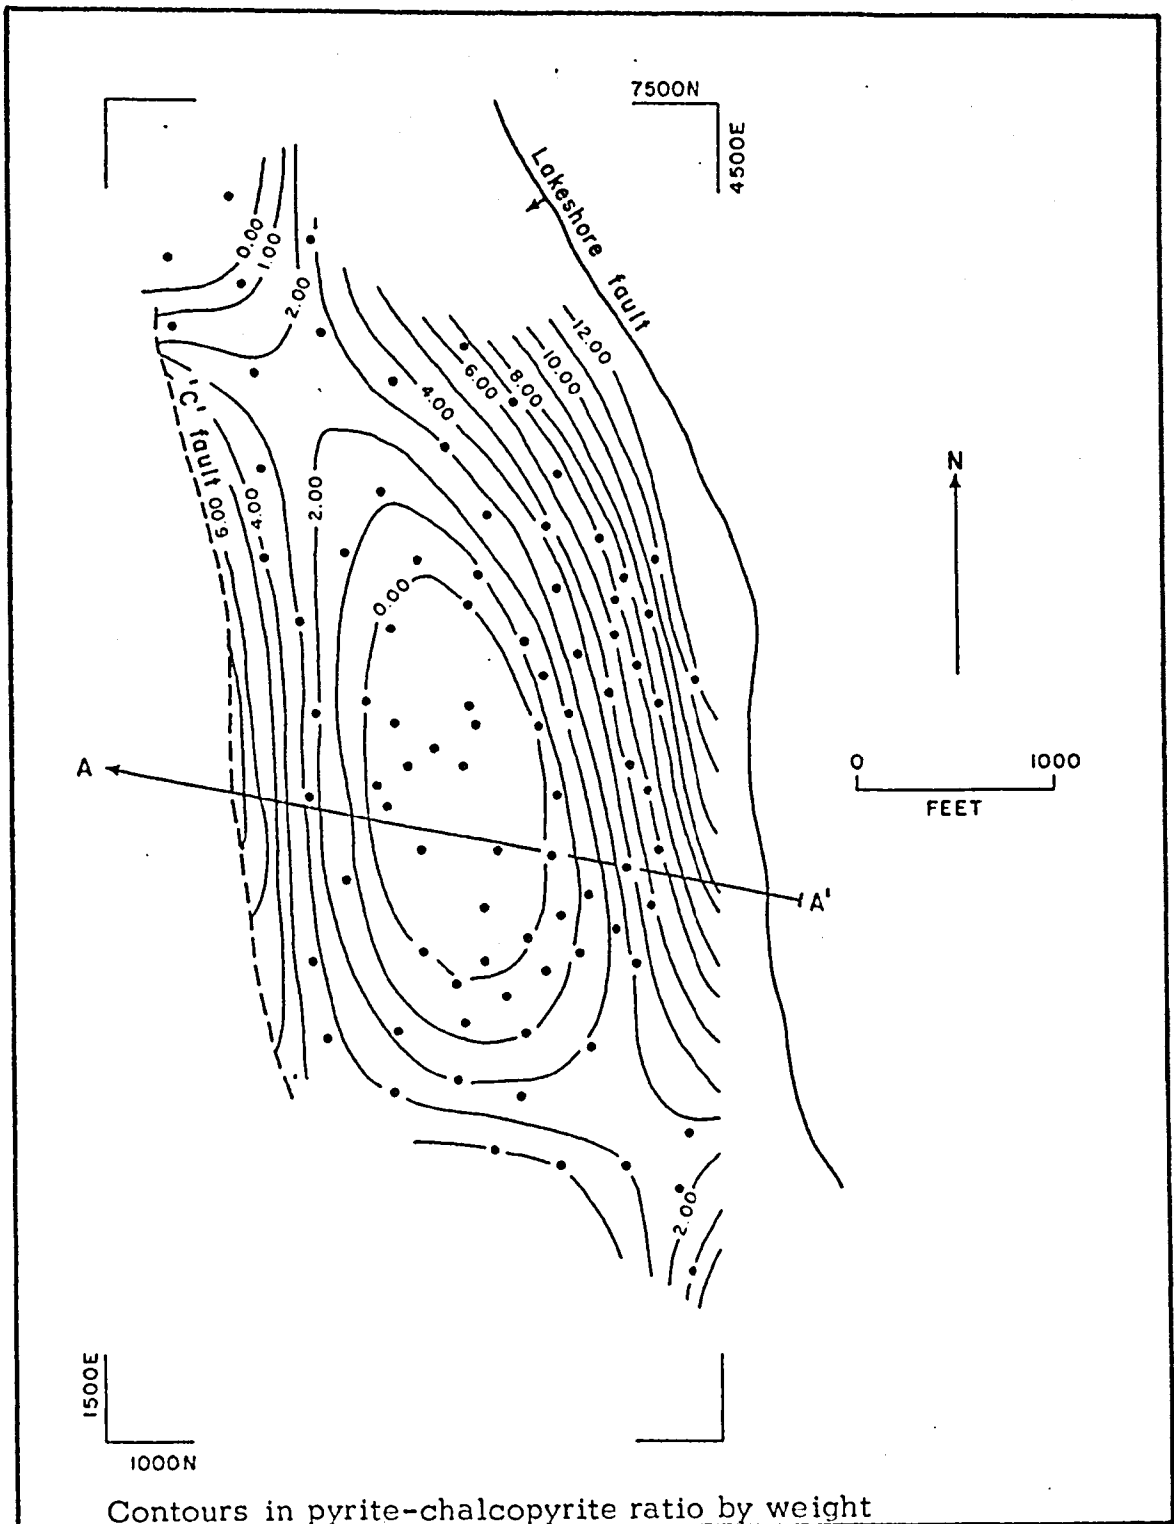 7500N
4500E
Lakeshore fault
0.00
1.00
2.00
12.00
10.00
8.00
6.00
4.00
'C' fault
6.00
4.00
2.00
0.00
N
A
A'
0 1000
FEET
2.00
1500E
1000N
Contours in pyrite-chalcopyrite ratio by weight